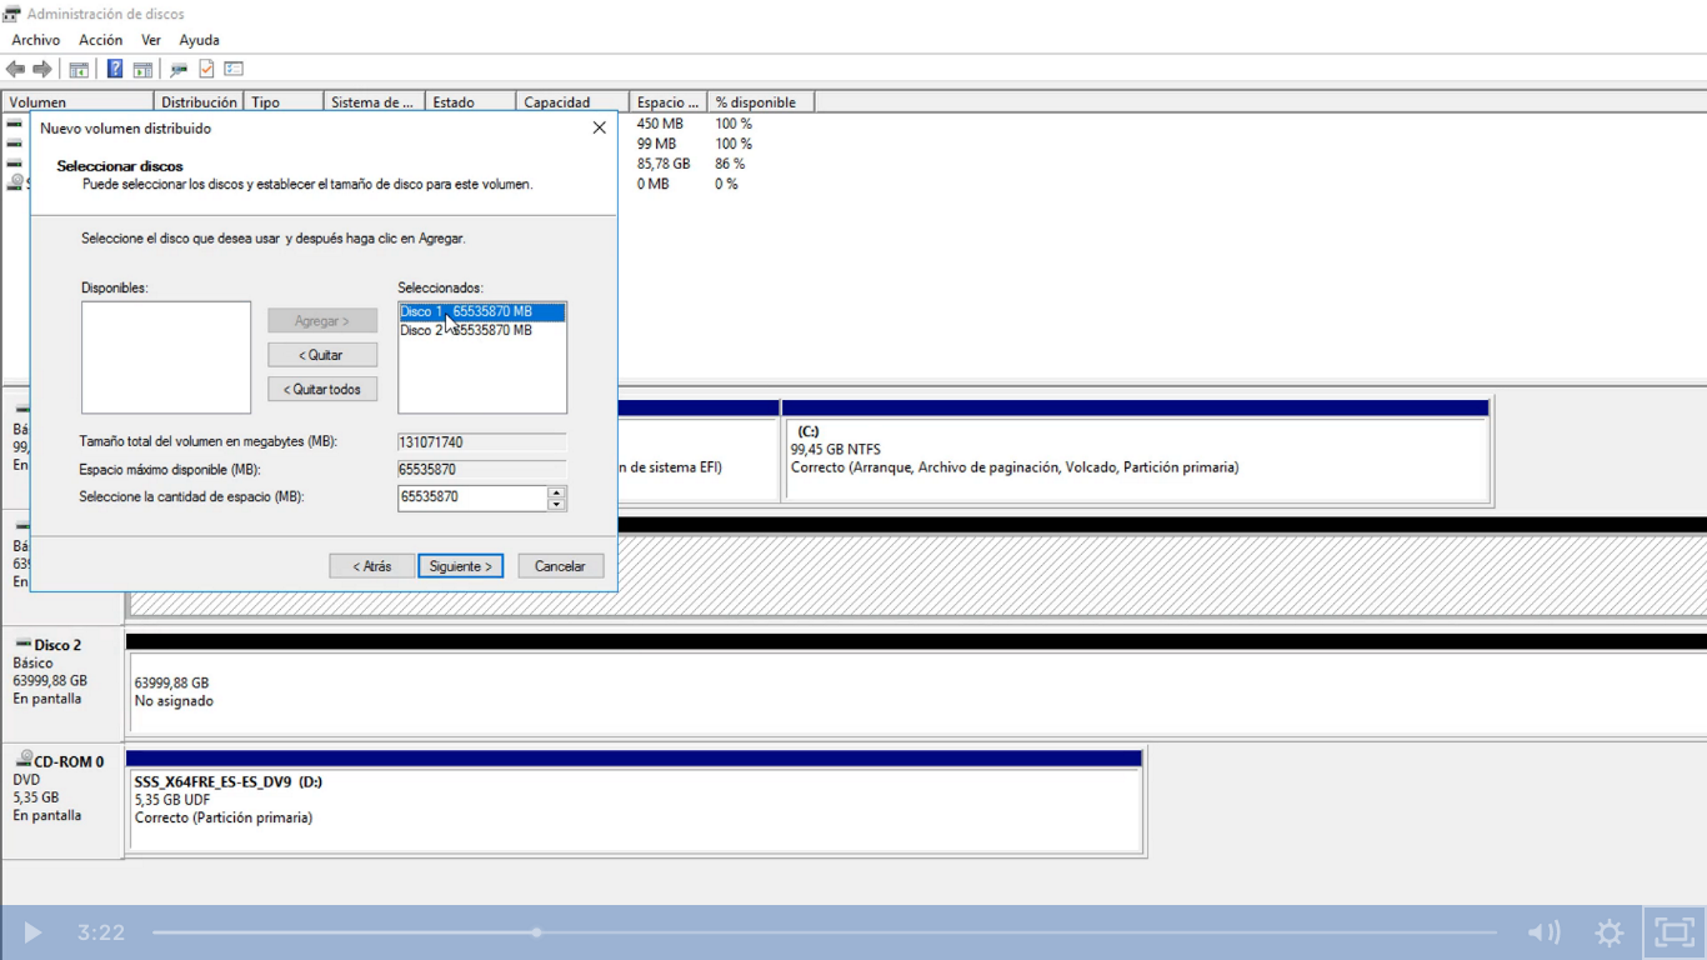 Administración de discos
Archivo Acción Ver Ayuda
Volumen Distribución Tipo Sistema de ... Estado Capacidad Espacio ... % disponible
450 MB 100 %
99 MB 100 %
85,78 GB 86 %
0 MB 0 %
Nuevo volumen distribuido
Seleccionar discos
Puede seleccionar los discos y establecer el tamaño de disco para este volumen.
Seleccione el disco que desea usar y después haga clic en Agregar.
Disponibles:
Seleccionados:
Agregar >
< Quitar
< Quitar todos
Disco 1 65535870 MB
Disco 2 65535870 MB
Tamaño total del volumen en megabytes (MB): 131071740
Espacio máximo disponible (MB): 65535870
Seleccione la cantidad de espacio (MB): 65535870
< Atrás Siguiente > Cancelar
n de sistema EFI)
(C:)
99,45 GB NTFS
Correcto (Arranque, Archivo de paginación, Volcado, Partición primaria)
Bá
99,
En
Bá
63
En
Disco 2
Básico
63999,88 GB
En pantalla
63999,88 GB
No asignado
CD-ROM 0
DVD
5,35 GB
En pantalla
SSS_X64FRE_ES-ES_DV9 (D:)
5,35 GB UDF
Correcto (Partición primaria)
3:22